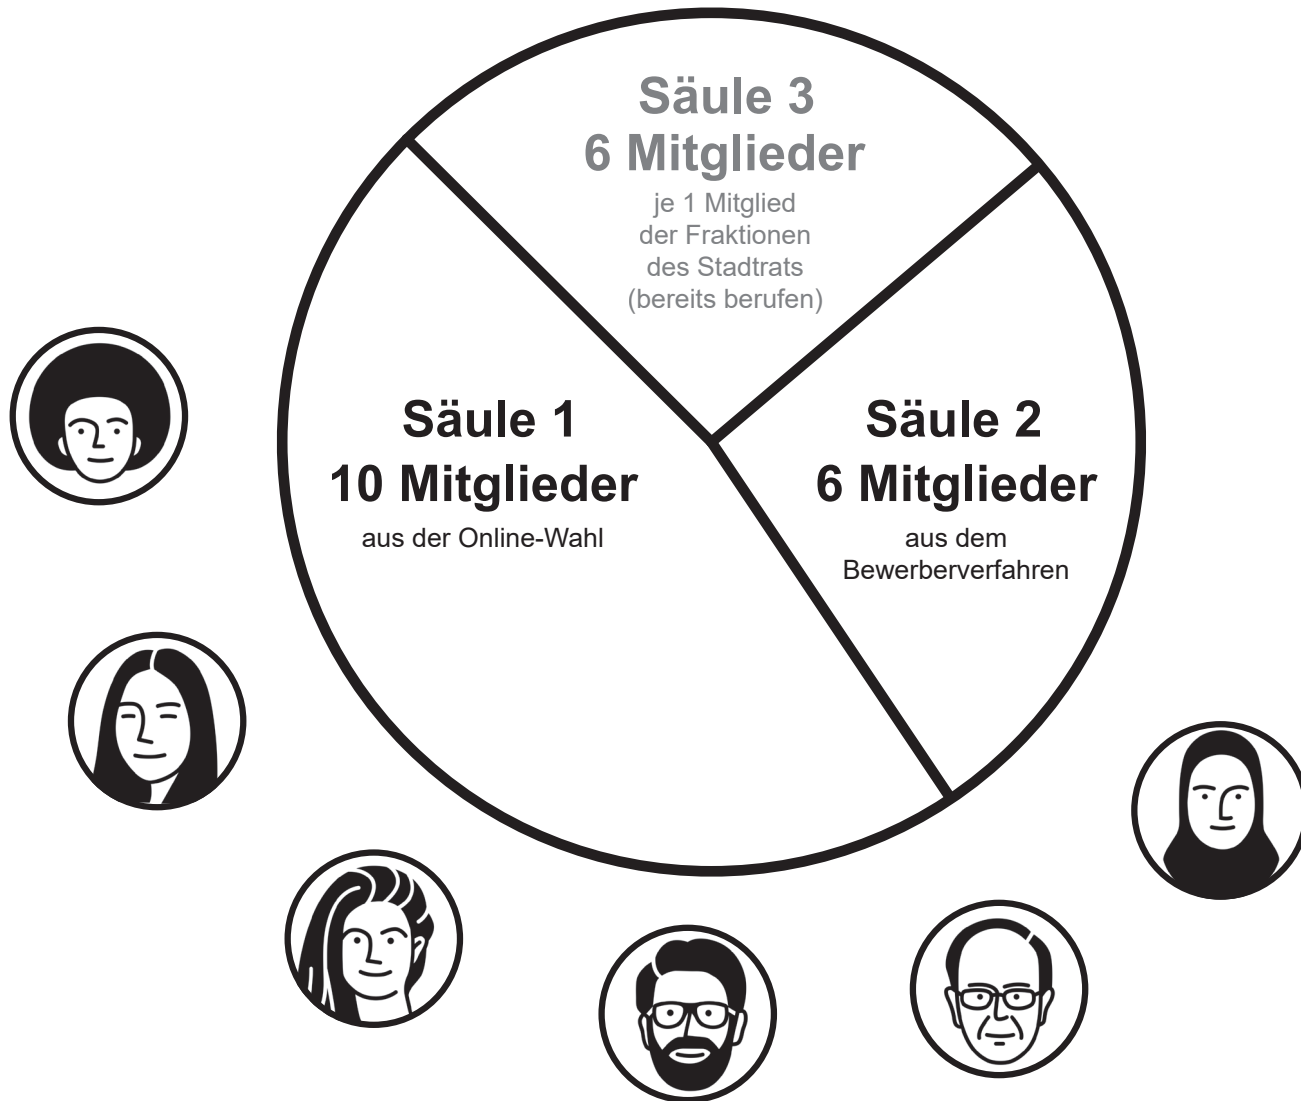 Säule 3
6 Mitglieder
je 1 Mitglied
der Fraktionen
des Stadtrats
(bereits berufen)
Säule 1
10 Mitglieder
aus der Online-Wahl
Säule 2
6 Mitglieder
aus dem
Bewerberverfahren